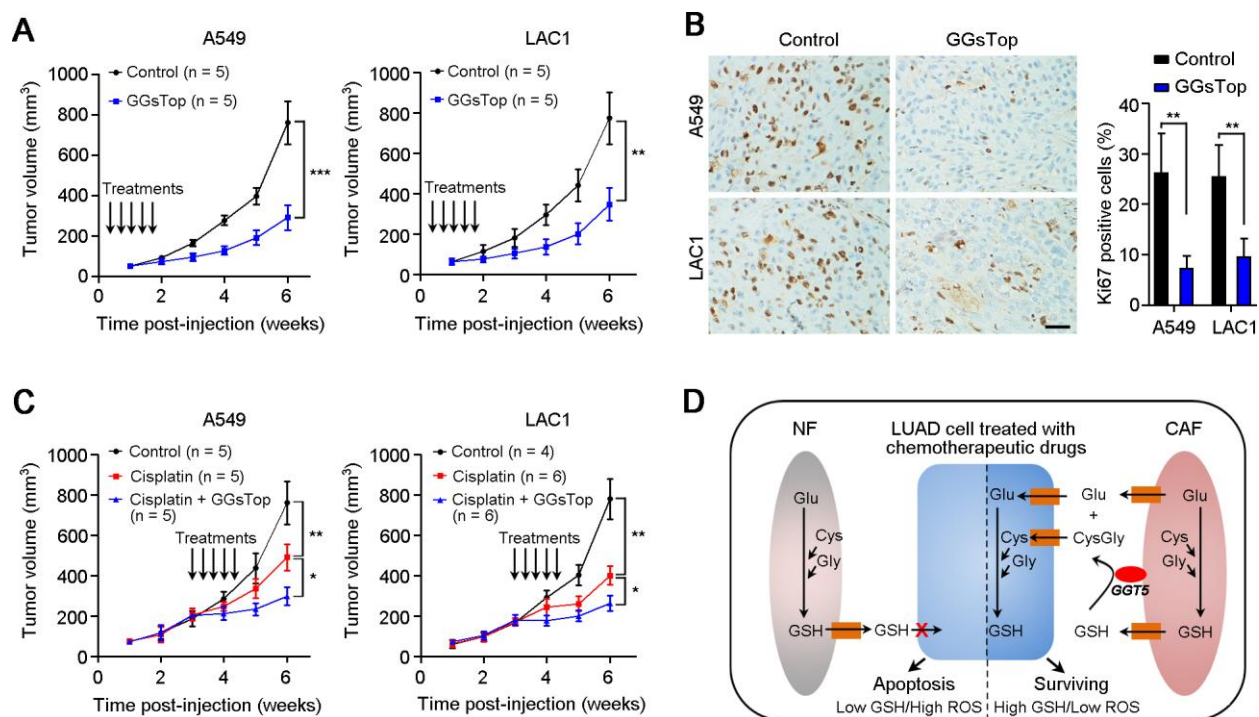 A
A549
Tumor volume (mm³)
1000
800
600
400
200
0
Control (n = 5)
GGsTop (n = 5)
Treatments
***
0
2
4
6
Time post-injection (weeks)
LAC1
Tumor volume (mm³)
1000
800
600
400
200
0
Control (n = 5)
GGsTop (n = 5)
Treatments
**
0
2
4
6
Time post-injection (weeks)
B
Control
GGsTop
A549
LAC1
Control
GGsTop
Ki67 positive cells (%)
40
30
20
10
0
**
**
A549
LAC1
C
A549
Tumor volume (mm³)
1000
800
600
400
200
0
Control (n = 5)
Cisplatin (n = 5)
Cisplatin + GGsTop
(n = 5)
Treatments
**
*
0
2
4
6
Time post-injection (weeks)
LAC1
Tumor volume (mm³)
1000
800
600
400
200
0
Control (n = 4)
Cisplatin (n = 6)
Cisplatin + GGsTop
(n = 6)
Treatments
**
*
0
2
4
6
Time post-injection (weeks)
D
NF
LUAD cell treated with
chemotherapeutic drugs
CAF
Glu
Cys
Gly
GSH
GSH
X
Glu
Cys
Gly
GSH
Glu
+
CysGly
GGT5
GSH
Glu
Cys
Gly
GSH
Apoptosis
Low GSH/High ROS
Surviving
High GSH/Low ROS